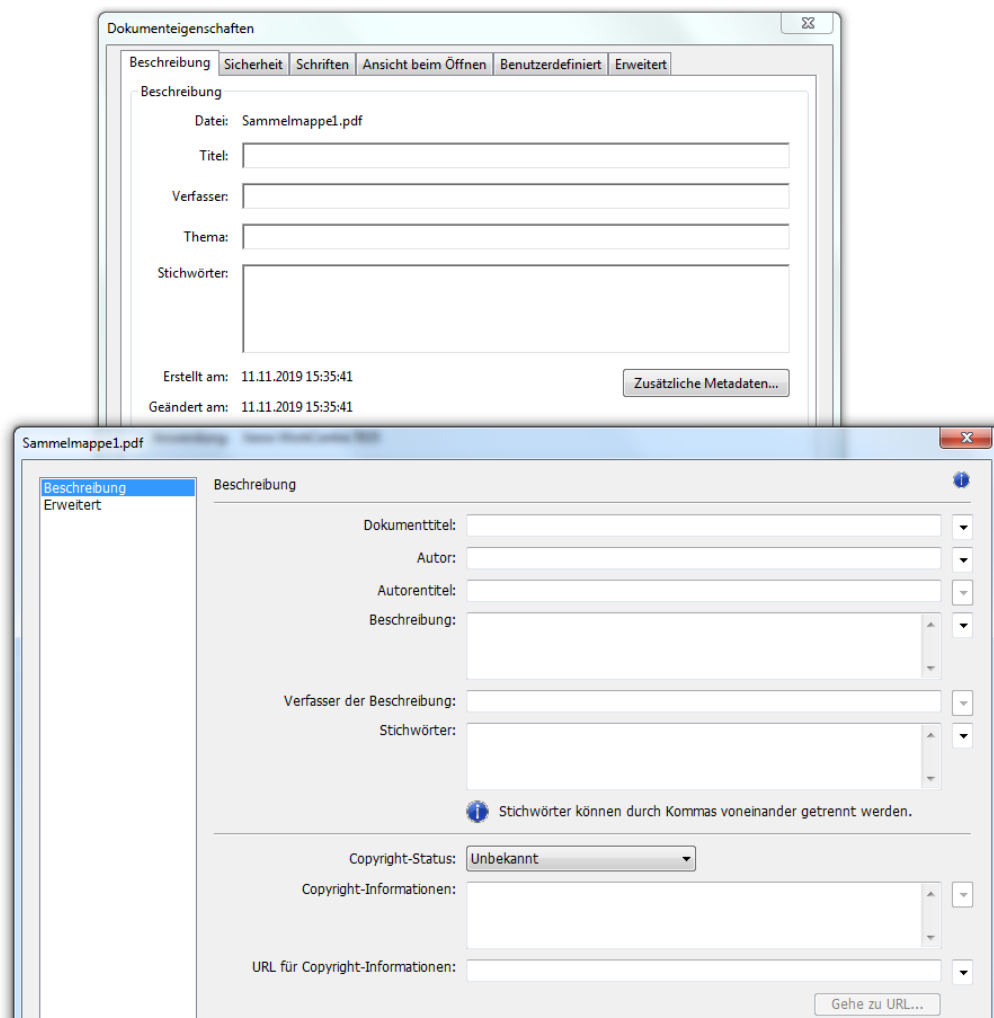 Dokumenteigenschaften
Beschreibung Sicherheit Schriften Ansicht beim Öffnen Benutzerdefiniert Erweitert
Beschreibung
Datei: Sammelmappe1.pdf
Titel:
Verfasser:
Thema:
Stichwörter:
Erstellt am: 11.11.2019 15:35:41
Zusätzliche Metadaten...
Geändert am: 11.11.2019 15:35:41
Sammelmappe1.pdf
Beschreibung
Erweitert
Beschreibung
Dokumenttitel:
Autor:
Autorentitel:
Beschreibung:
Verfasser der Beschreibung:
Stichwörter:
Stichwörter können durch Kommas voneinander getrennt werden.
Copyright-Status: Unbekannt
Copyright-Informationen:
URL für Copyright-Informationen:
Gehe zu URL...